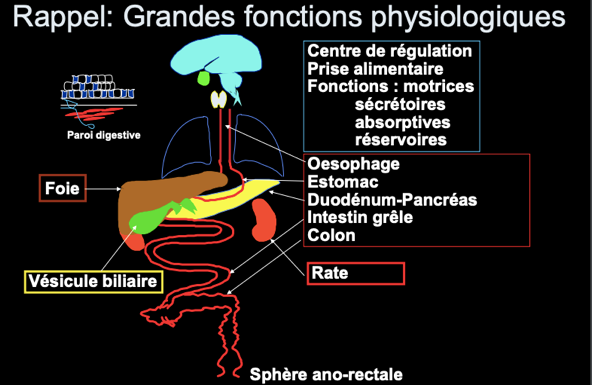 Rappel: Grandes fonctions physiologiques
Centre de régulation
Prise alimentaire
Fonctions : motrices
sécrétoires
absorptives
réservoires
Paroi digestive
Oesophage
Estomac
Duodénum-Pancréas
Intestin grêle
Colon
Foie
Vésicule biliaire
Rate
Sphère ano-rectale